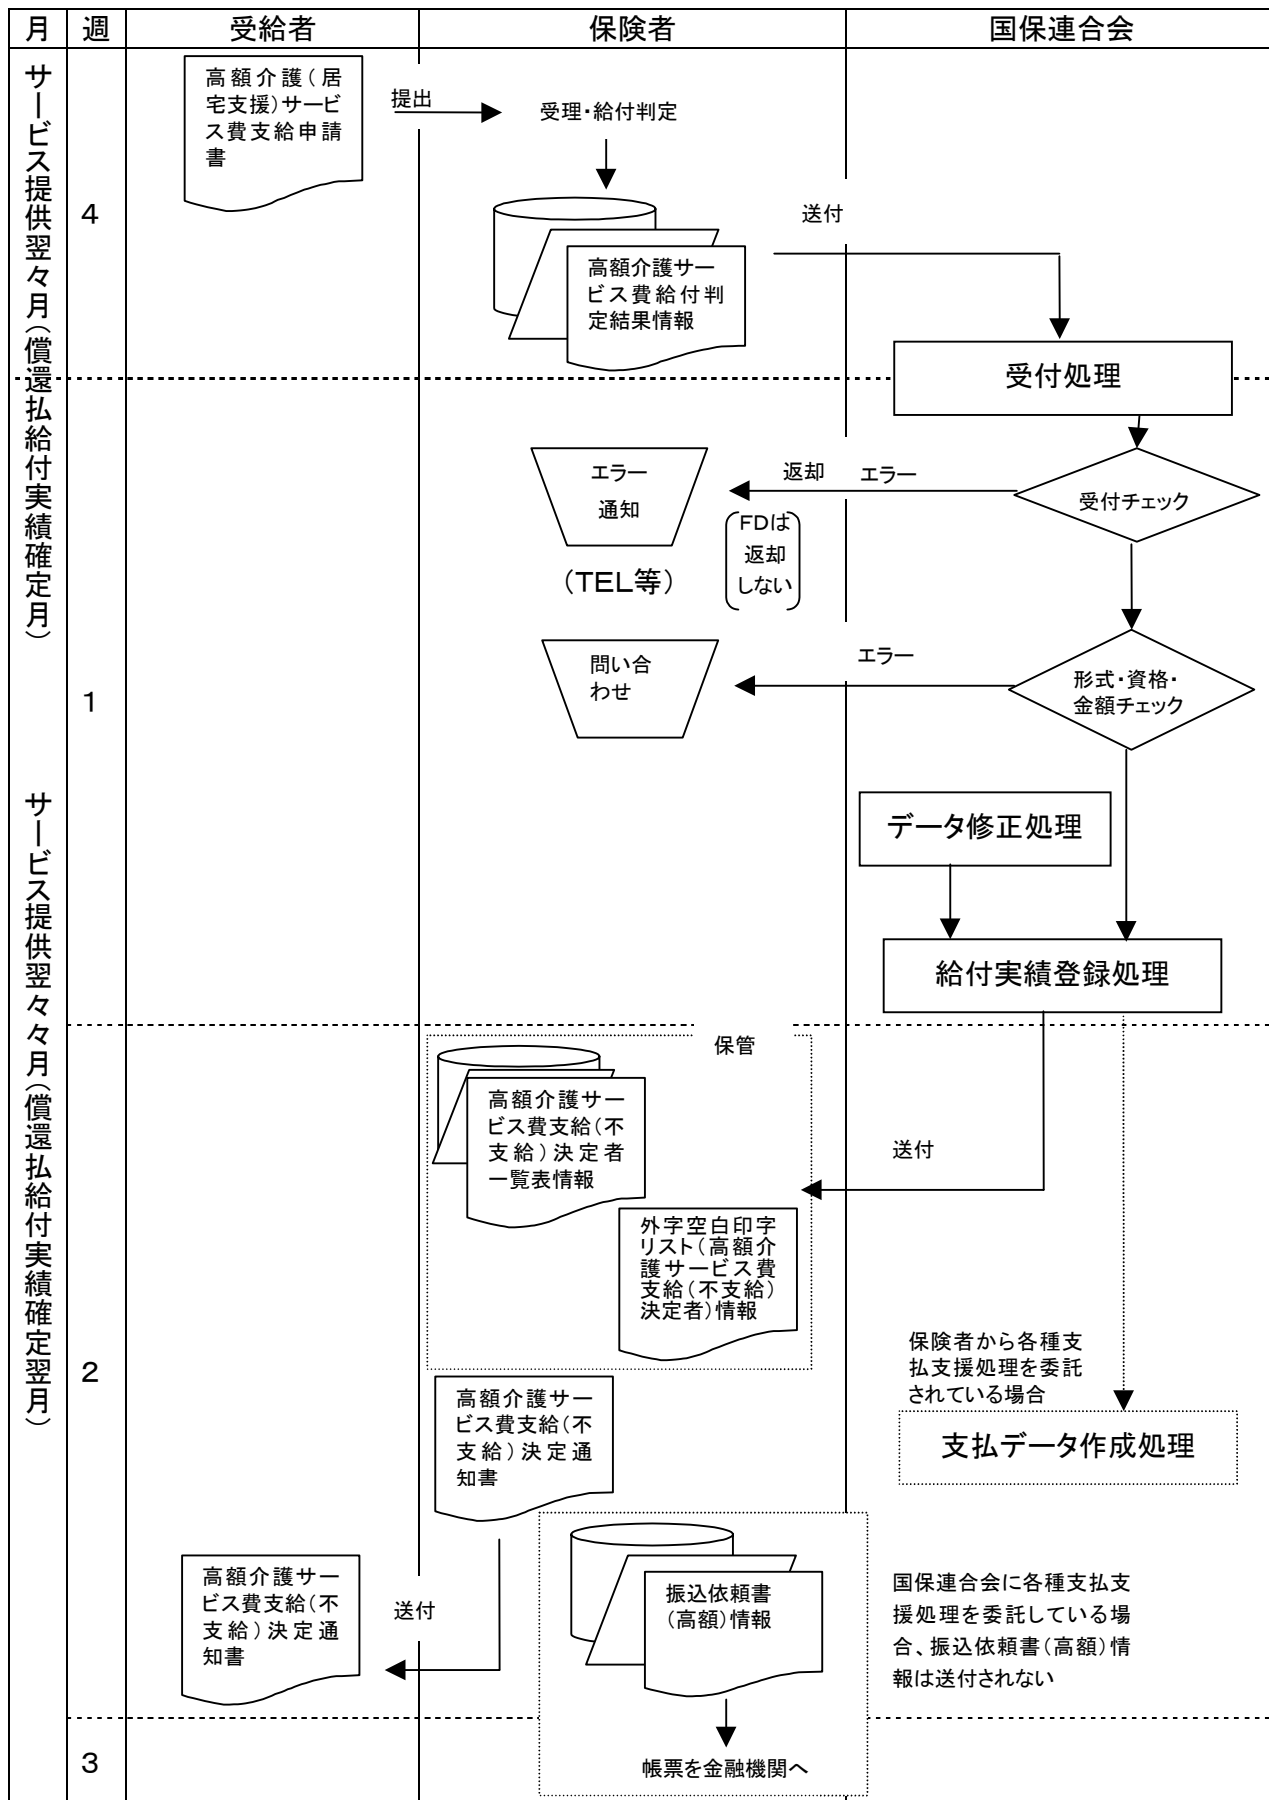 月 週 受給者 保険者 国保連合会
サービス提供翌々月（償還払給付実績確定月）
4
高額介護（居
宅支援）サービ
ス費支給申請
書
提出
受理・給付判定
高額介護サー
ビス費給付判
定結果情報
送付
受付処理
1
受付チェック
エラー
返却
エラー
通知
（TEL等）
FDは
返却
しない
形式・資格・
金額チェック
エラー
問い合
わせ
サービス提供翌々々月（償還払給付実績確定翌月）
データ修正処理
給付実績登録処理
2
保管
高額介護サー
ビス費支給（不
支給）決定者
一覧表情報
送付
外字空白印字
リスト（高額介
護サービス費
支給（不支給）
決定者）情報
保険者から各種支
払支援処理を委託
されている場合
支払データ作成処理
高額介護サー
ビス費支給（不
支給）決定通
知書
送付
高額介護サー
ビス費支給（不
支給）決定通
知書
振込依頼書
（高額）情報
国保連合会に各種支払支
援処理を委託している場
合、振込依頼書（高額）情
報は送付されない
3
帳票を金融機関へ